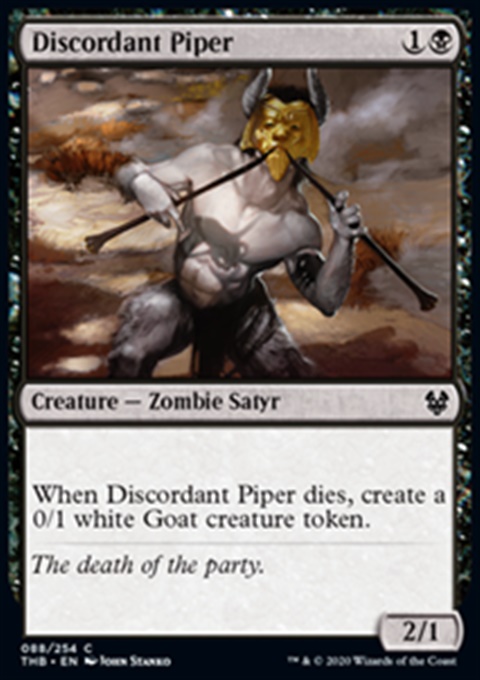 Discordant Piper 1
Creature — Zombie Satyr
When Discordant Piper dies, create a
0/1 white Goat creature token.
The death of the party.
2/1
088/254 C
THB • EN John Stanko
™ & © 2020 Wizards of the Coast